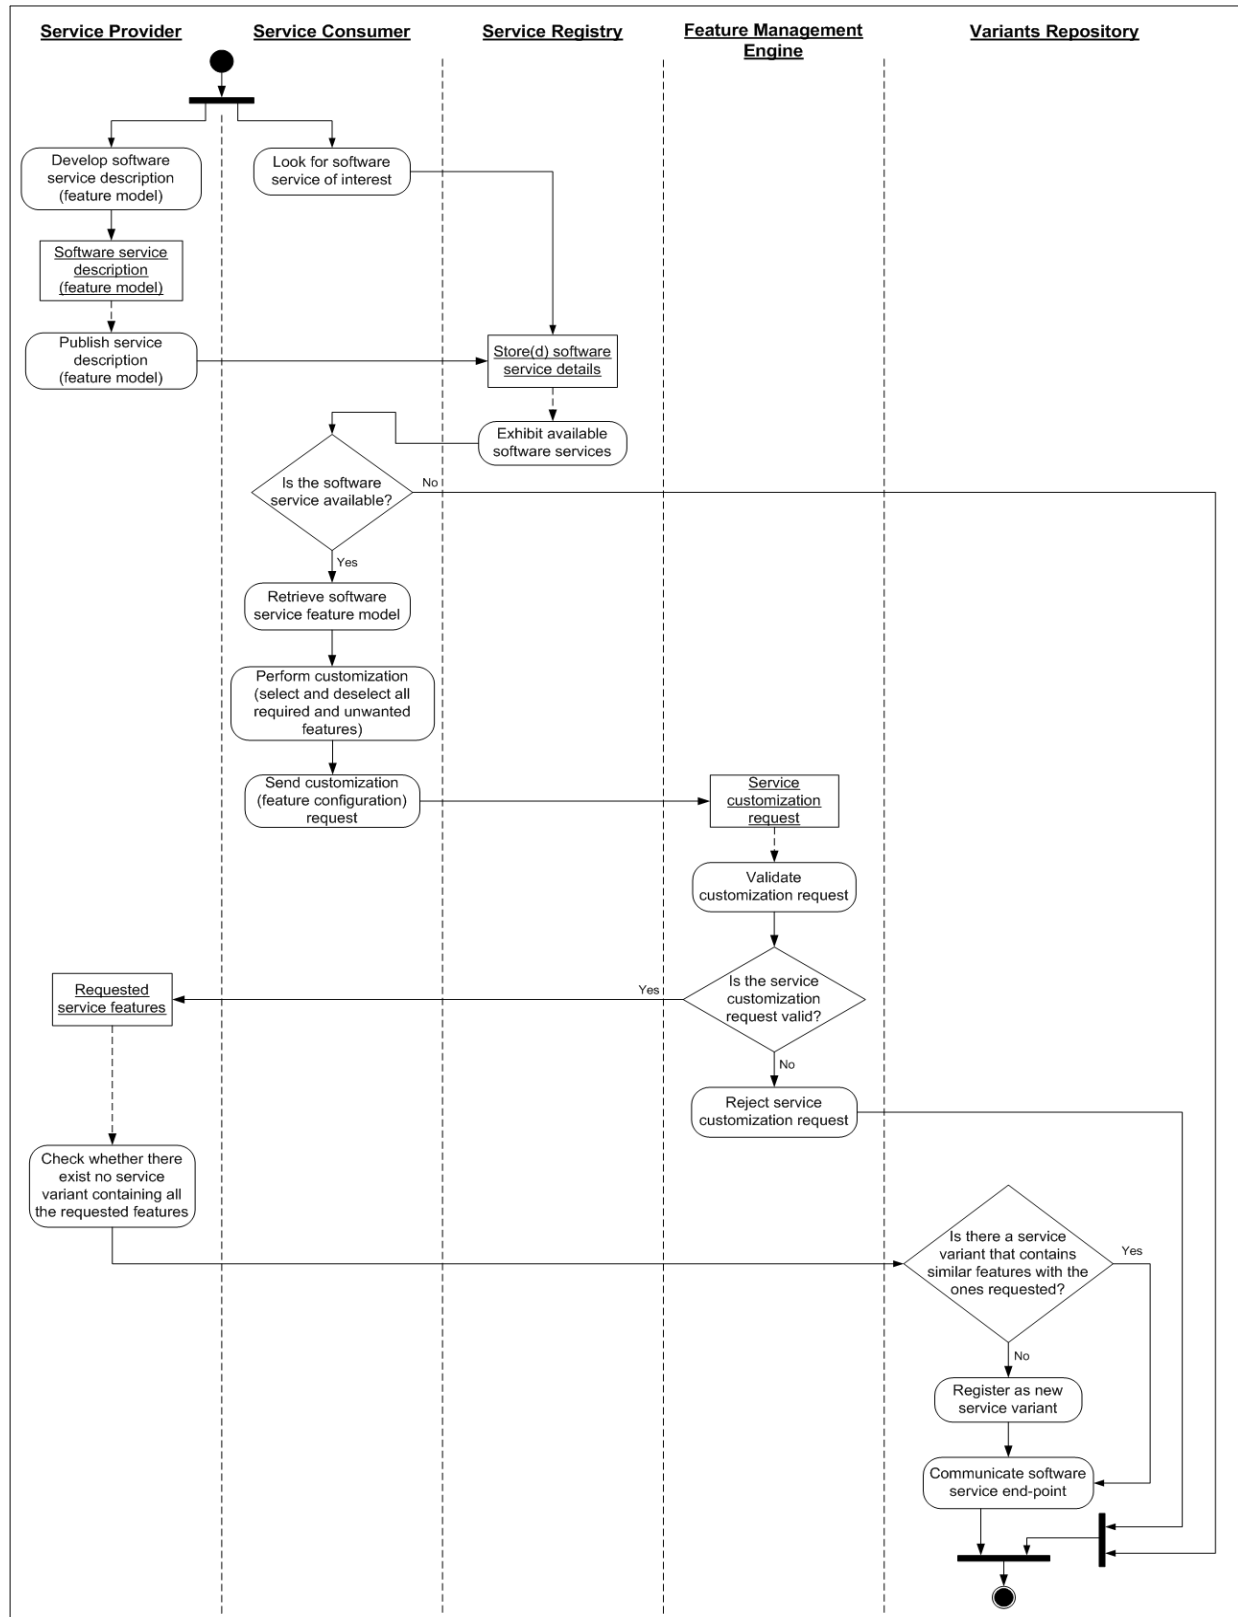 Service Provider
Service Consumer
Service Registry
Feature Management
Engine
Variants Repository
Develop software
service description
(feature model)
Look for software
service of interest
Software service
description
(feature model)
Publish service
description
(feature model)
Store(d) software
service details
Exhibit available
software services
Is the software
service available?
No
Yes
Retrieve software
service feature model
Perform customization
(select and deselect all
required and unwanted
features)
Send customization
(feature configuration)
request
Service
customization
request
Validate
customization request
Is the service
customization
request valid?
Yes
No
Requested
service features
Reject service
customization request
Check whether there
exist no service
variant containing all
the requested features
Is there a service
variant that contains
similar features with the
ones requested?
Yes
No
Register as new
service variant
Communicate software
service end-point